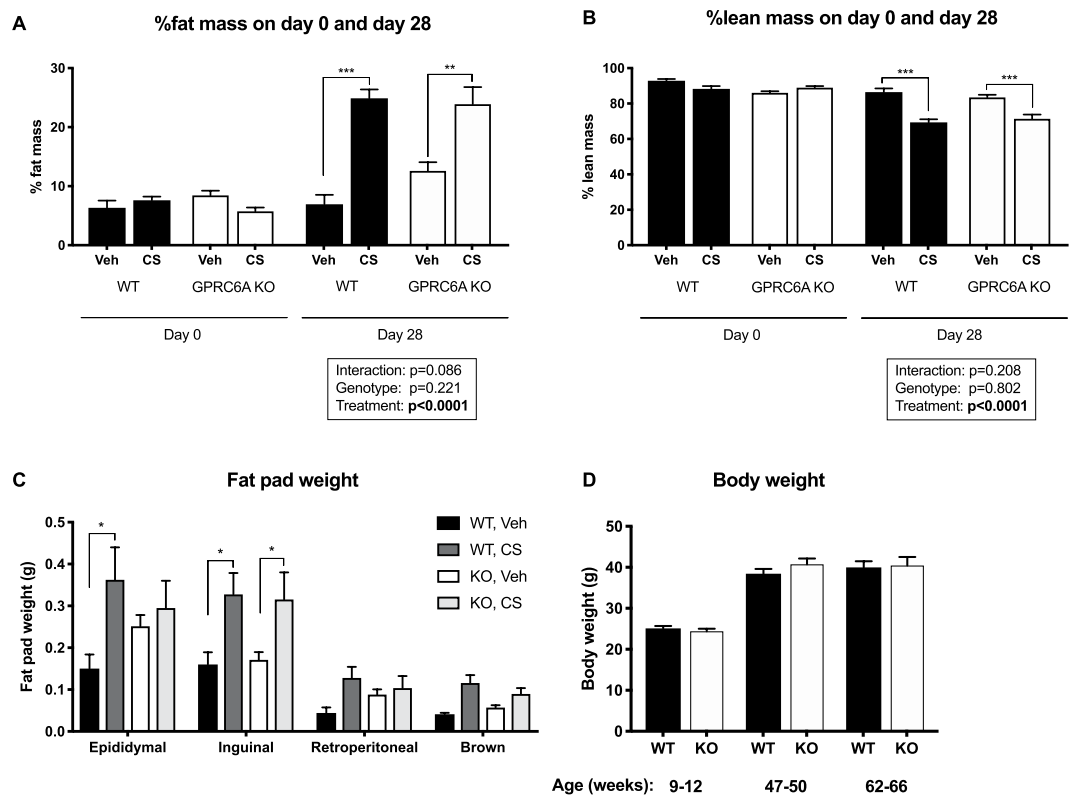 A
%fat mass on day 0 and day 28
% fat mass
30
20
10
0
***
**
Veh CS Veh CS Veh CS Veh CS
WT GPRC6A KO WT GPRC6A KO
Day 0 Day 28
Interaction: p=0.086
Genotype: p=0.221
Treatment: p<0.0001
B
%lean mass on day 0 and day 28
% lean mass
100
80
60
40
20
0
***
***
Veh CS Veh CS Veh CS Veh CS
WT GPRC6A KO WT GPRC6A KO
Day 0 Day 28
Interaction: p=0.208
Genotype: p=0.802
Treatment: p<0.0001
C
Fat pad weight
Fat pad weight (g)
0.5
0.4
0.3
0.2
0.1
0.0
*
*
*
WT, Veh
WT, CS
KO, Veh
KO, CS
Epididymal Inguinal Retroperitoneal Brown
D
Body weight
Body weight (g)
50
40
30
20
10
0
WT KO WT KO WT KO
Age (weeks): 9-12 47-50 62-66